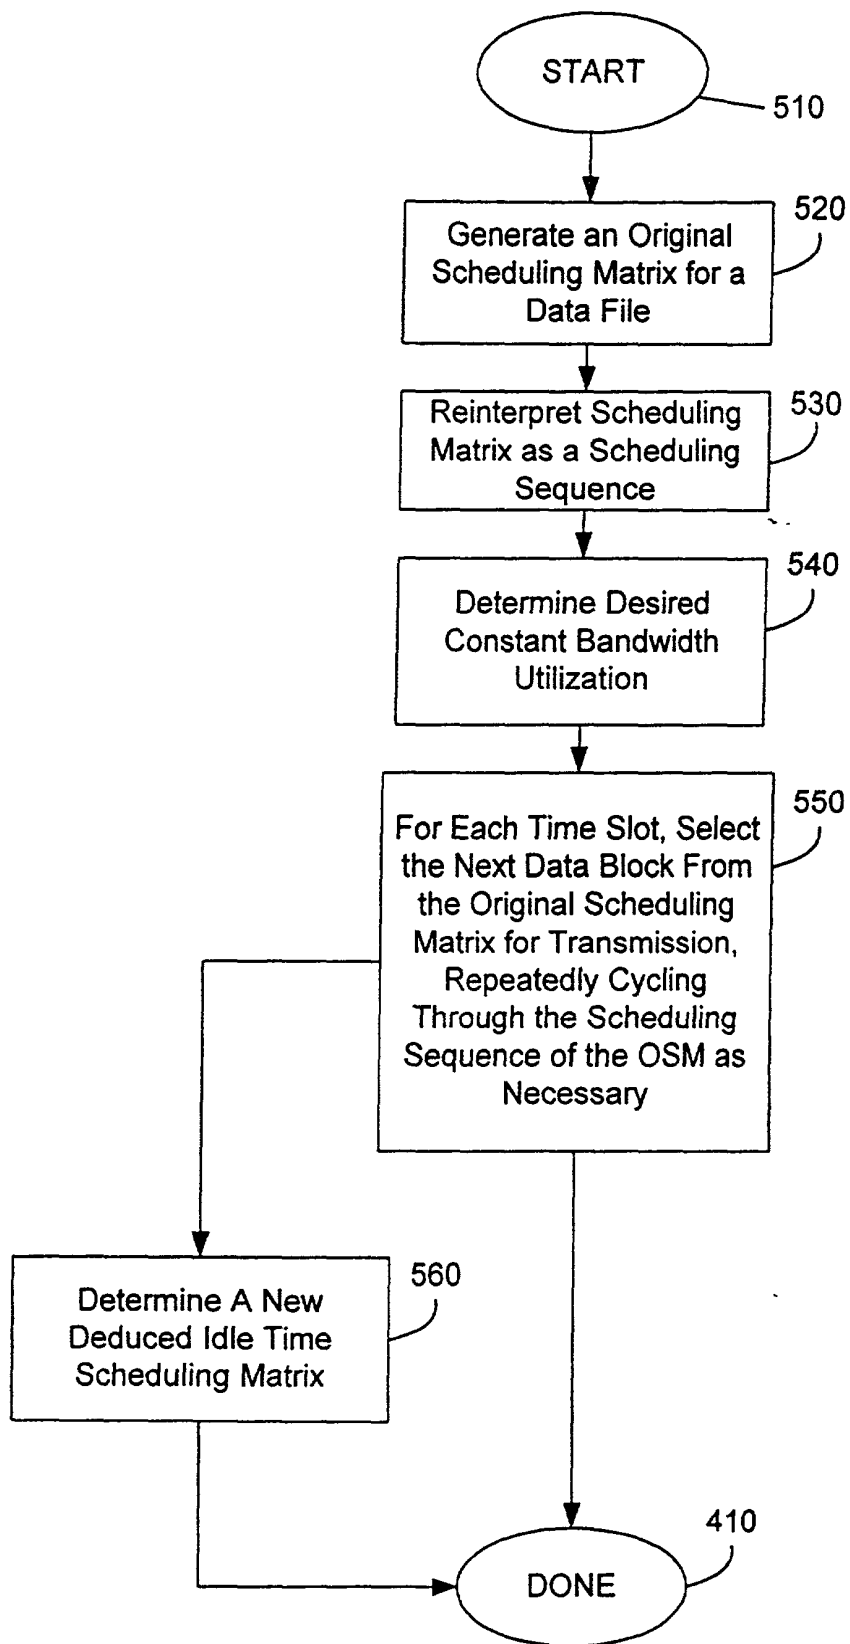 START
510
520
Generate an Original
Scheduling Matrix for a
Data File
530
Reinterpret Scheduling
Matrix as a Scheduling
Sequence
540
Determine Desired
Constant Bandwidth
Utilization
550
For Each Time Slot, Select
the Next Data Block From
the Original Scheduling
Matrix for Transmission,
Repeatedly Cycling
Through the Scheduling
Sequence of the OSM as
Necessary
560
Determine A New
Deduced Idle Time
Scheduling Matrix
410
DONE